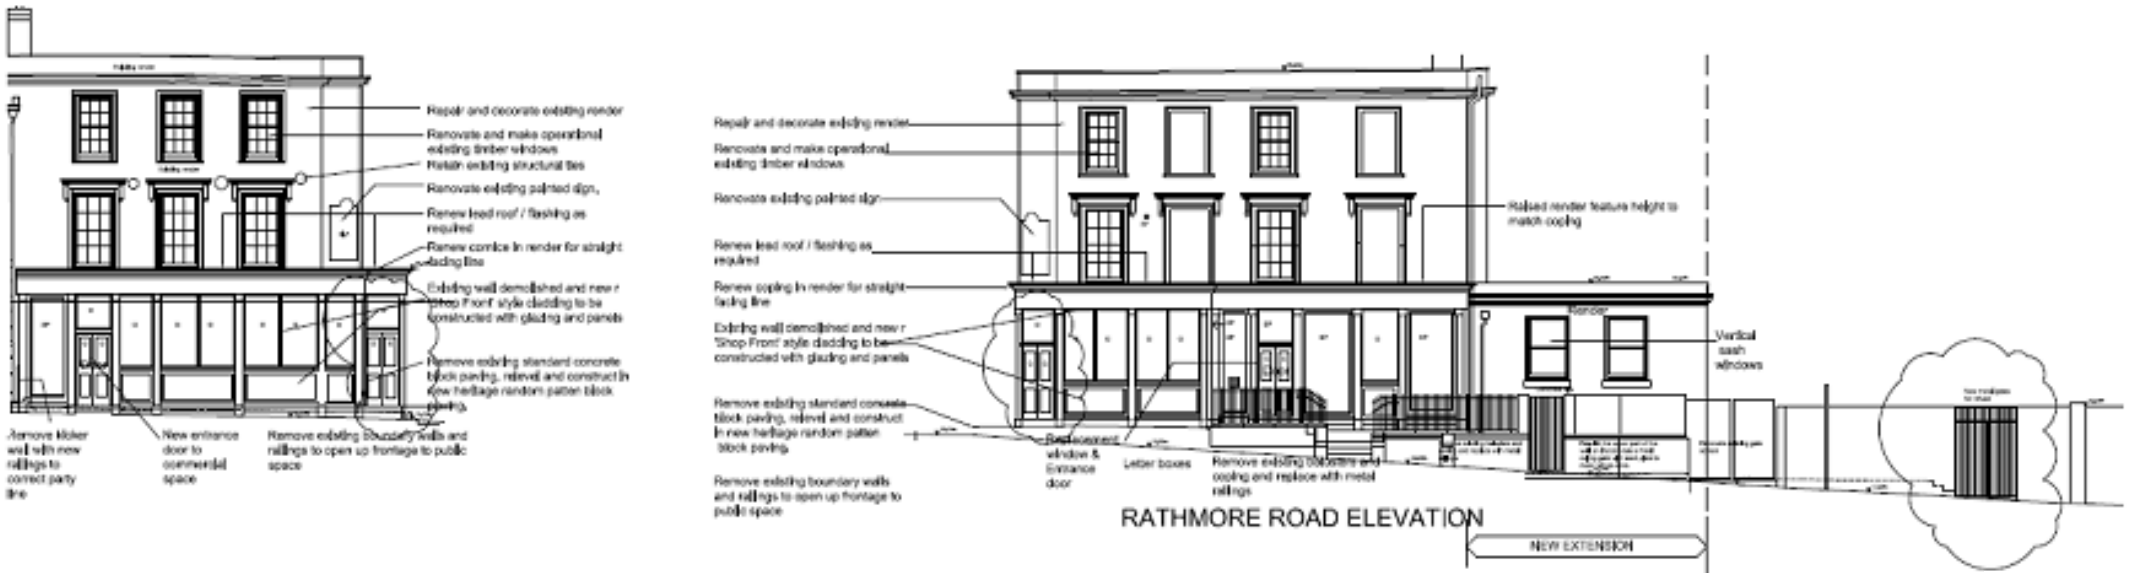 Repair and decorate existing render
Renovate and make operational
existing timber windows
Retain existing structural ties
Renovate existing painted sign,
Renew lead roof / flashing as
required
Renew cornice in render for straight
facing line
Existing wall demolished and new r
'Shop Front' style cladding to be
constructed with glazing and panels
Remove existing standard concrete
block paving, relevel and construct in
new heritage random patten block
paving,
Remove kicker
wall with new
railings to
correct party
line
New entrance
door to
commercial
space
Remove existing boundary walls and
railings to open up frontage to public
space
Repair and decorate existing render
Renovate and make operational
existing timber windows
Renovate existing painted sign
Renew lead roof / flashing as
required
Renew coping in render for straight
facing line
Existing wall demolished and new r
'Shop Front' style cladding to be
constructed with glazing and panels
Remove existing standard concrete
block paving, relevel and construct
in new heritage random patten
block paving,
Remove existing boundary walls
and railings to open up frontage to
public space
Replacement
window &
Entrance
door
Letter boxes
Remove existing balusters and
coping and replace with metal
railings
Raised render feature height to
match coping
Render
Vertical
sash
windows
RATHMORE ROAD ELEVATION
NEW EXTENSION